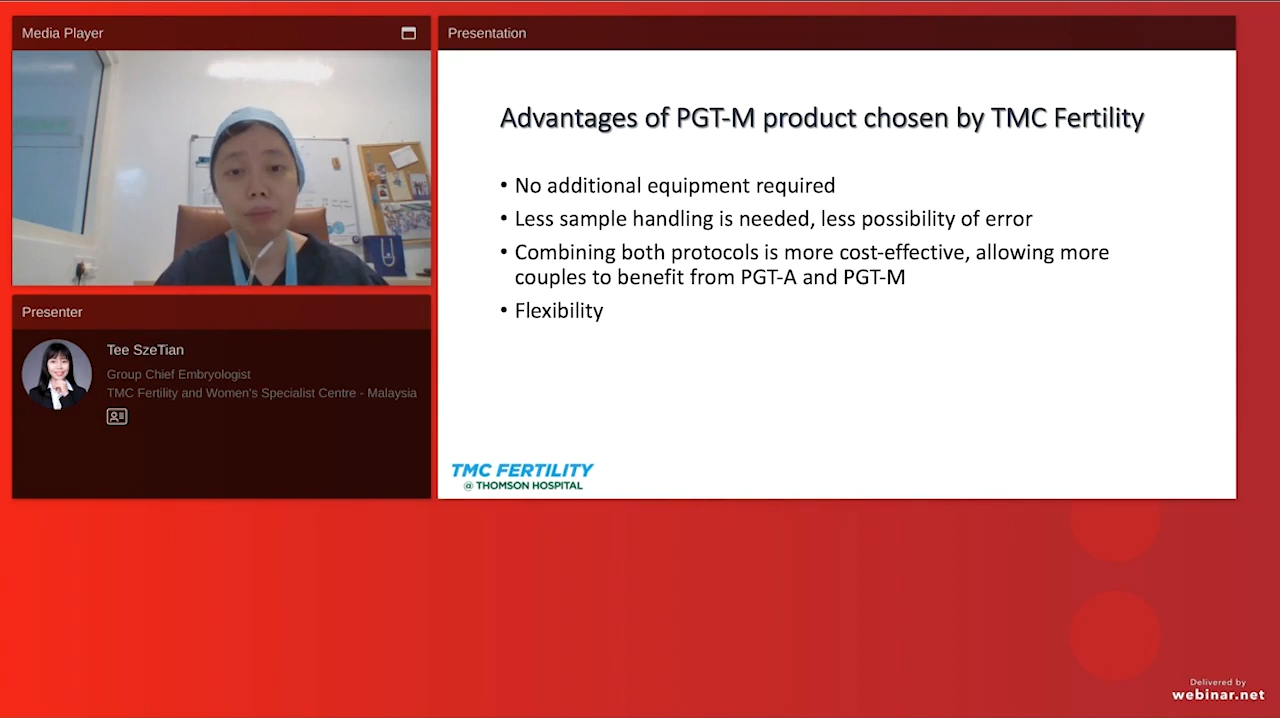 Media Player
Presenter
Tee SzeTian
Group Chief Embryologist
TMC Fertility and Women's Specialist Centre - Malaysia
Presentation
Advantages of PGT-M product chosen by TMC Fertility
• No additional equipment required
• Less sample handling is needed, less possibility of error
• Combining both protocols is more cost-effective, allowing more
couples to benefit from PGT-A and PGT-M
• Flexibility
TMC FERTILITY
@ THOMSON HOSPITAL
Delivered by
webinar.net